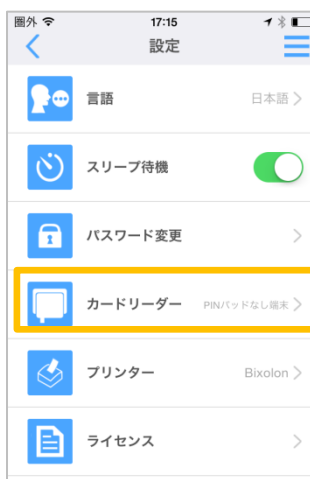 圏外 17:15
設定
言語 日本語
スリープ待機
パスワード変更
カードリーダー PINパッドなし端末
プリンター Bixolon
ライセンス